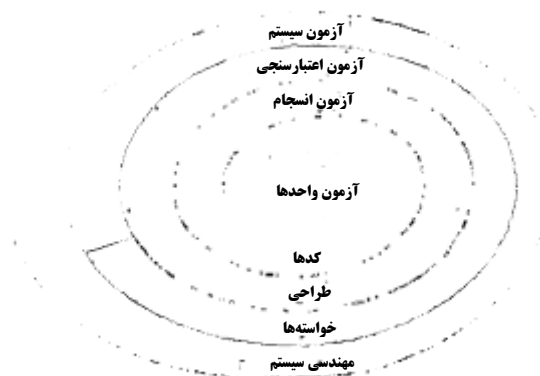 آزمون سیستم
آزمون اعتبارسنجی
آزمون انسجام
آزمون واحدها
کدها
طراحی
خواسته‌ها
مهندسی سیستم